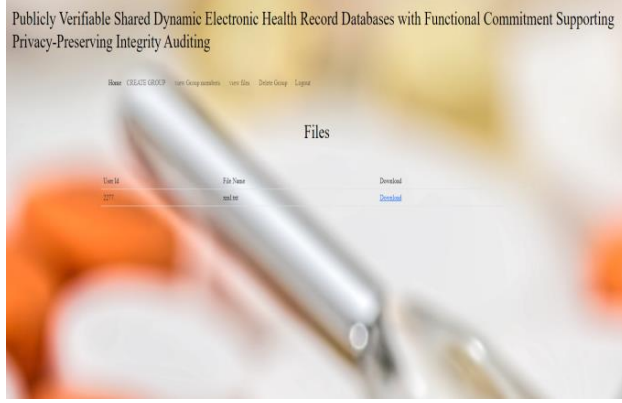 Publicly Verifiable Shared Dynamic Electronic Health Record Databases with Functional Commitment Supporting
Privacy-Preserving Integrity Auditing
Home CREATE GROUP view Group members view files Delete Group Logout
Files
User Id File Name Download
Download